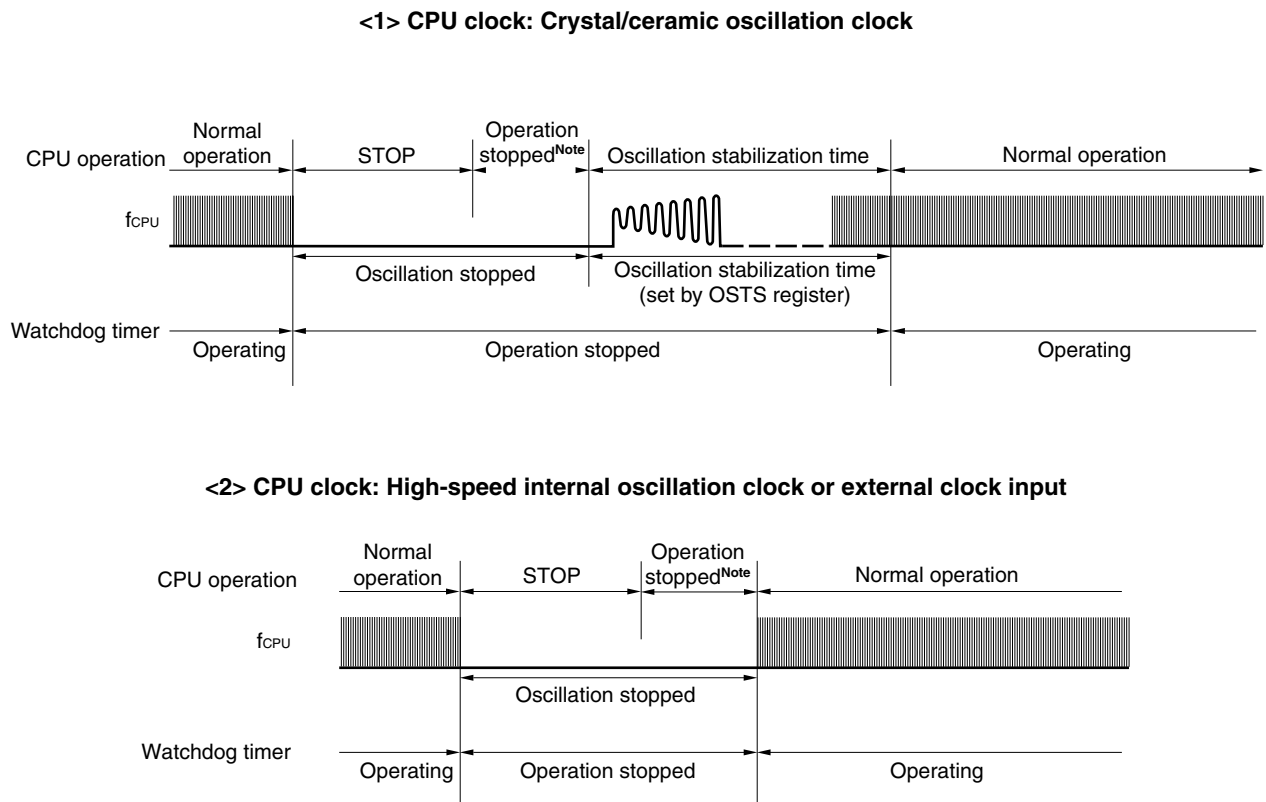 <1> CPU clock: Crystal/ceramic oscillation clock
Normal operation
Operation stopped^Note
CPU operation
STOP
Oscillation stabilization time
Normal operation
fCPU
Oscillation stopped
Oscillation stabilization time
(set by OSTS register)
Watchdog timer
Operating
Operation stopped
Operating
<2> CPU clock: High-speed internal oscillation clock or external clock input
Normal operation
Operation stopped^Note
CPU operation
STOP
Normal operation
fCPU
Oscillation stopped
Watchdog timer
Operating
Operation stopped
Operating